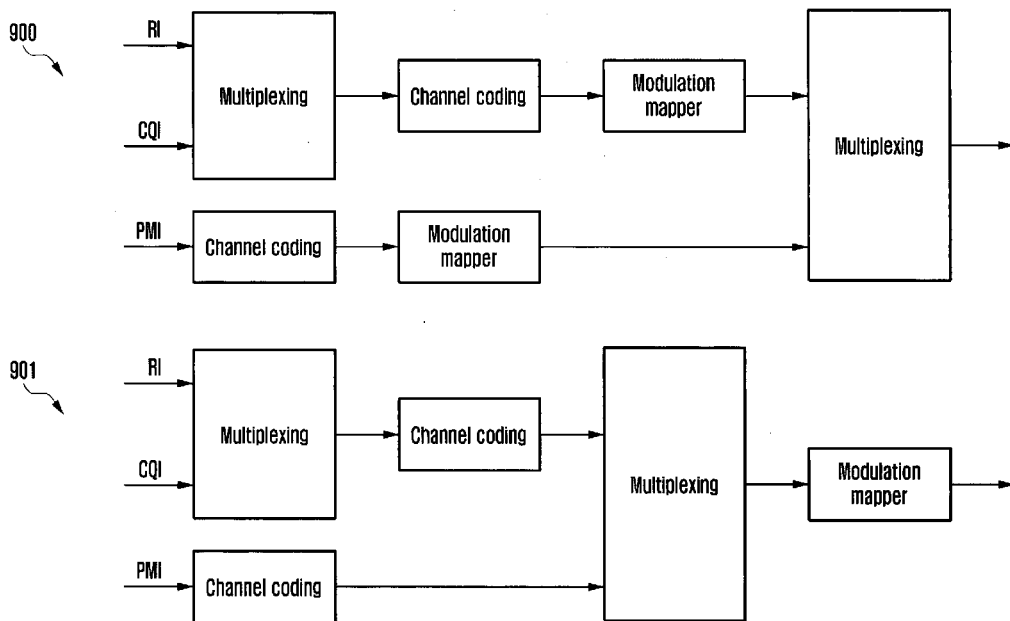 900
RI
CQI
Multiplexing
Channel coding
Modulation
mapper
Multiplexing
PMI
Channel coding
Modulation
mapper
901
RI
CQI
Multiplexing
Channel coding
Multiplexing
Modulation
mapper
PMI
Channel coding